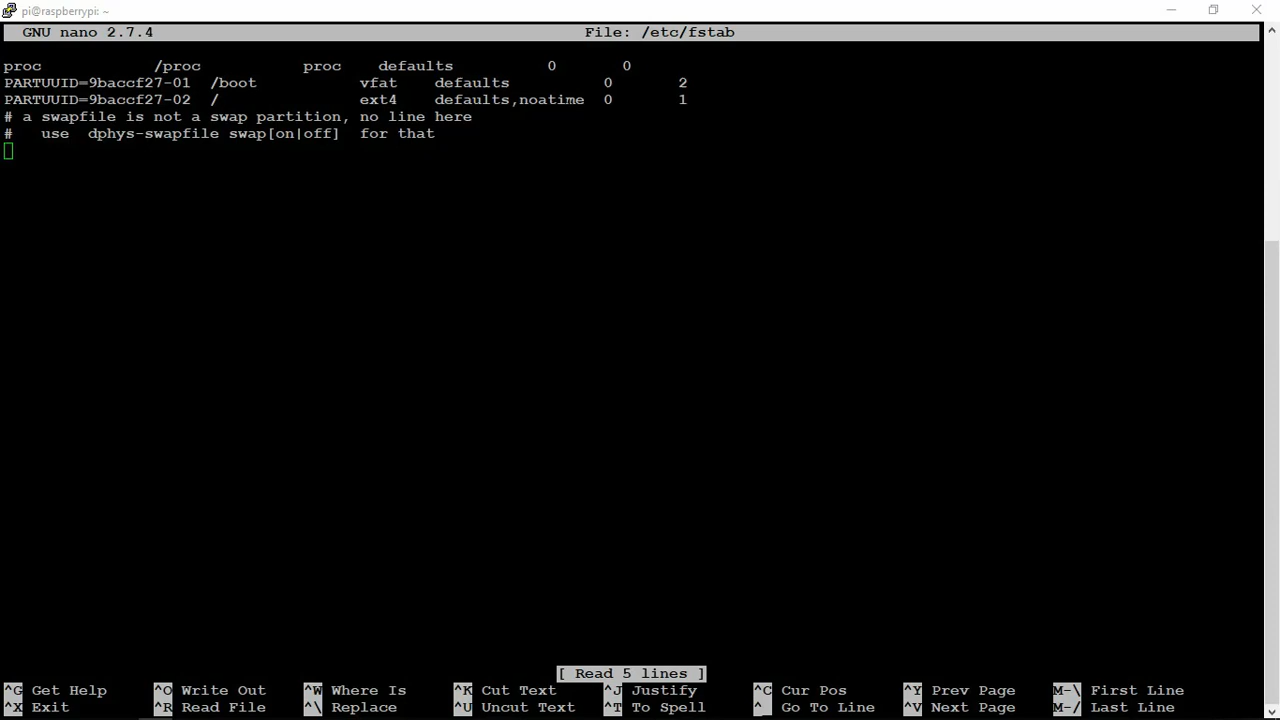 pi@raspberrypi: ~
GNU nano 2.7.4 File: /etc/fstab
proc /proc proc defaults 0 0
PARTUUID=9baccf27-01 /boot vfat defaults 0 2
PARTUUID=9baccf27-02 / ext4 defaults,noatime 0 1
# a swapfile is not a swap partition, no line here
# use dphys-swapfile swap[on|off] for that
[ Read 5 lines ]
^G Get Help ^O Write Out ^W Where Is ^K Cut Text ^J Justify ^C Cur Pos ^Y Prev Page M-\ First Line
^X Exit ^R Read File ^\ Replace ^U Uncut Text ^T To Spell ^_ Go To Line ^V Next Page M-/ Last Line